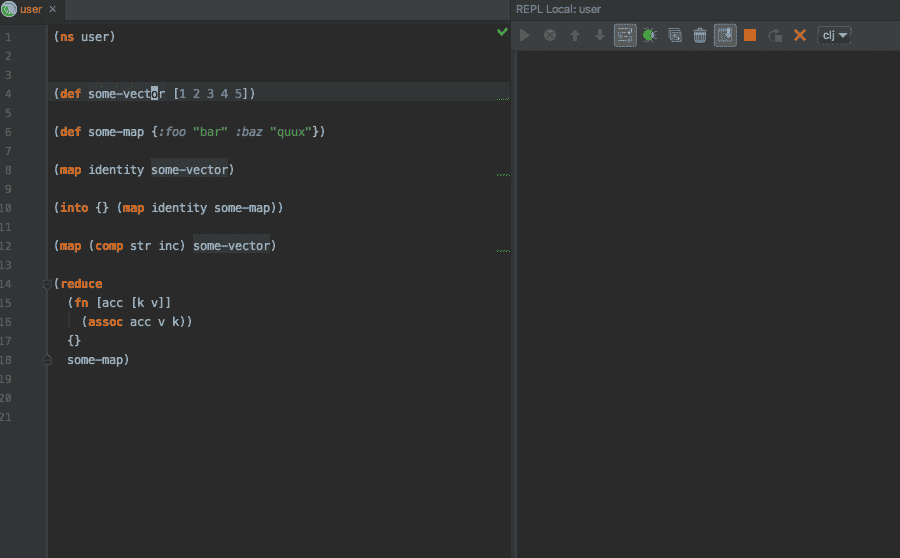 user
REPL Local: user
clj
1 (ns user)
2
3
4 (def some-vector [1 2 3 4 5])
5
6 (def some-map {:foo "bar" :baz "quux"})
7
8 (map identity some-vector)
9
10 (into {} (map identity some-map))
11
12 (map (comp str inc) some-vector)
13
14 (reduce
15   (fn [acc [k v]]
16     (assoc acc v k))
17   {}
18   some-map)
19
20
21